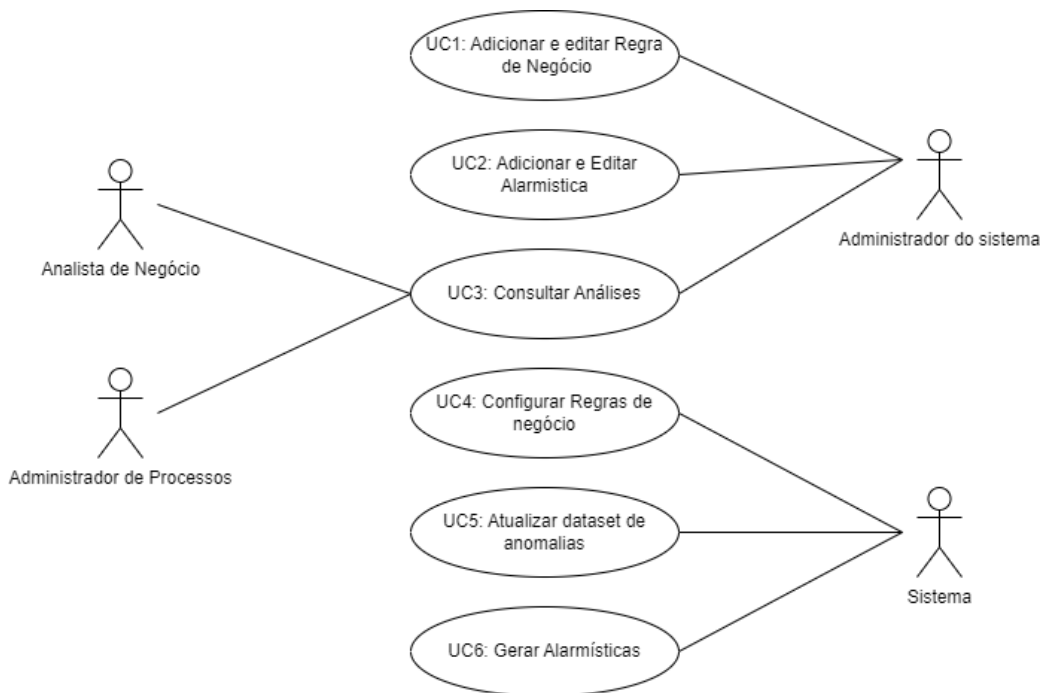 UC1: Adicionar e editar Regra
de Negócio
UC2: Adicionar e Editar
Alarmistica
Analista de Negócio
Administrador do sistema
UC3: Consultar Análises
UC4: Configurar Regras de
negócio
Administrador de Processos
UC5: Atualizar dataset de
anomalias
Sistema
UC6: Gerar Alarmísticas